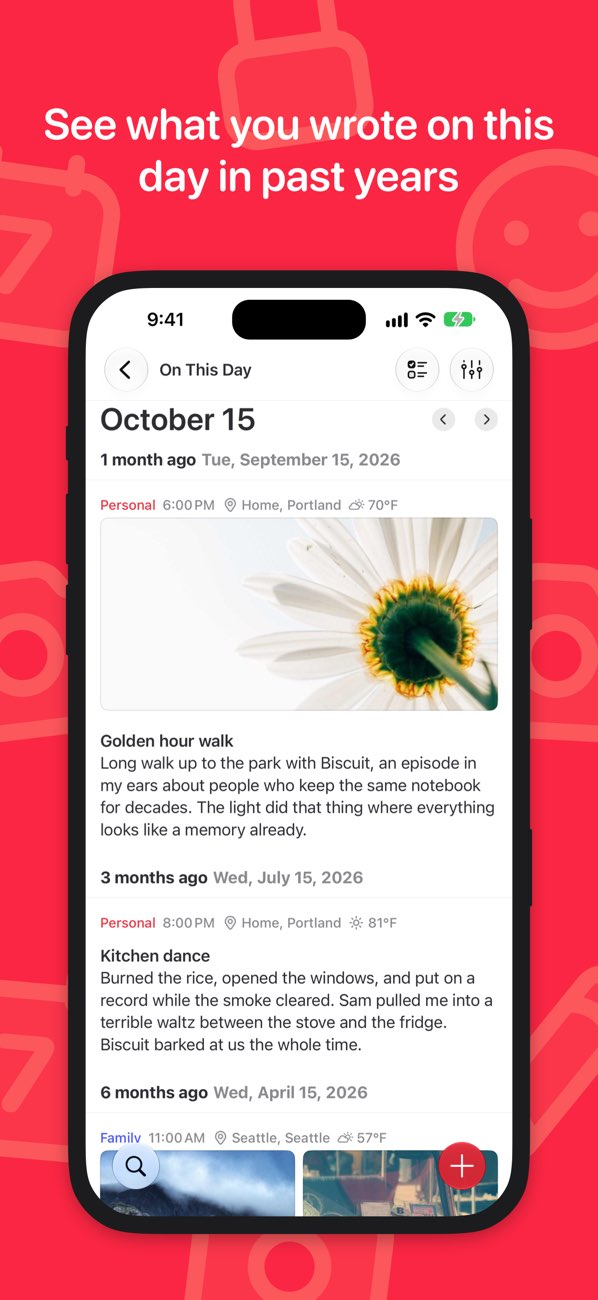 See what you wrote on this
day in past years
9:41
On This Day
October 15
1 month ago Tue, September 15, 2026
Personal 6:00 PM Home, Portland 70°F
Golden hour walk
Long walk up to the park with Biscuit, an episode in
my ears about people who keep the same notebook
for decades. The light did that thing where everything
looks like a memory already.
3 months ago Wed, July 15, 2026
Personal 8:00 PM Home, Portland 81°F
Kitchen dance
Burned the rice, opened the windows, and put on a
record while the smoke cleared. Sam pulled me into a
terrible waltz between the stove and the fridge.
Biscuit barked at us the whole time.
6 months ago Wed, April 15, 2026
Family 11:00 AM Seattle, Seattle 57°F